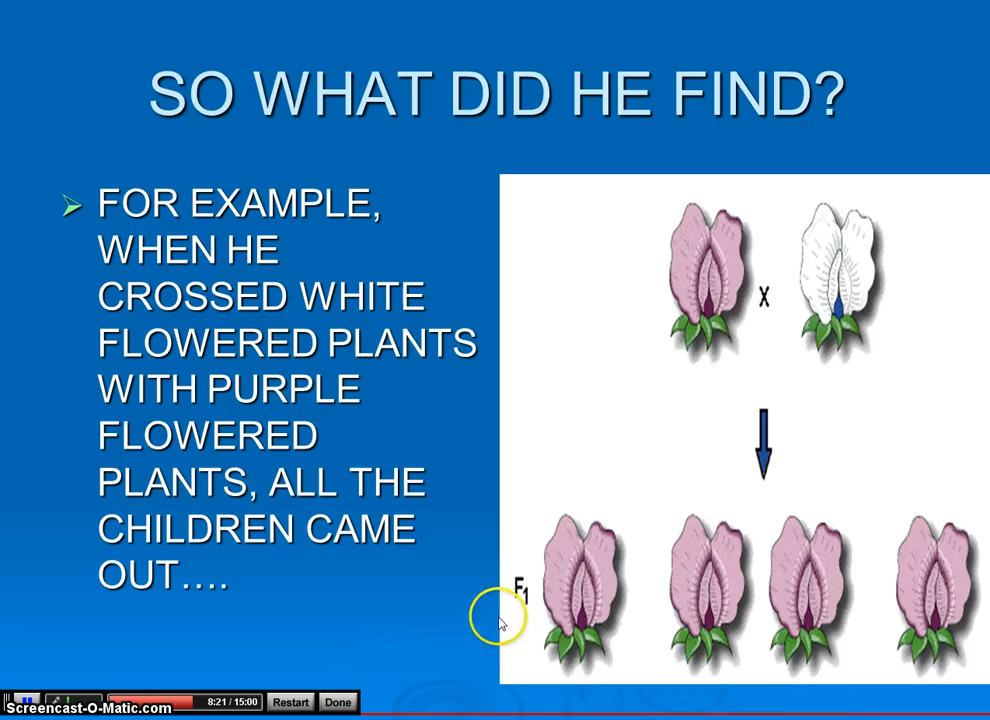 SO WHAT DID HE FIND?
FOR EXAMPLE,
WHEN HE
CROSSED WHITE
FLOWERED PLANTS
WITH PURPLE
FLOWERED
PLANTS, ALL THE
CHILDREN CAME
OUT….
x
F1
8:21 / 15:00 Restart Done
Screencast-O-Matic.com